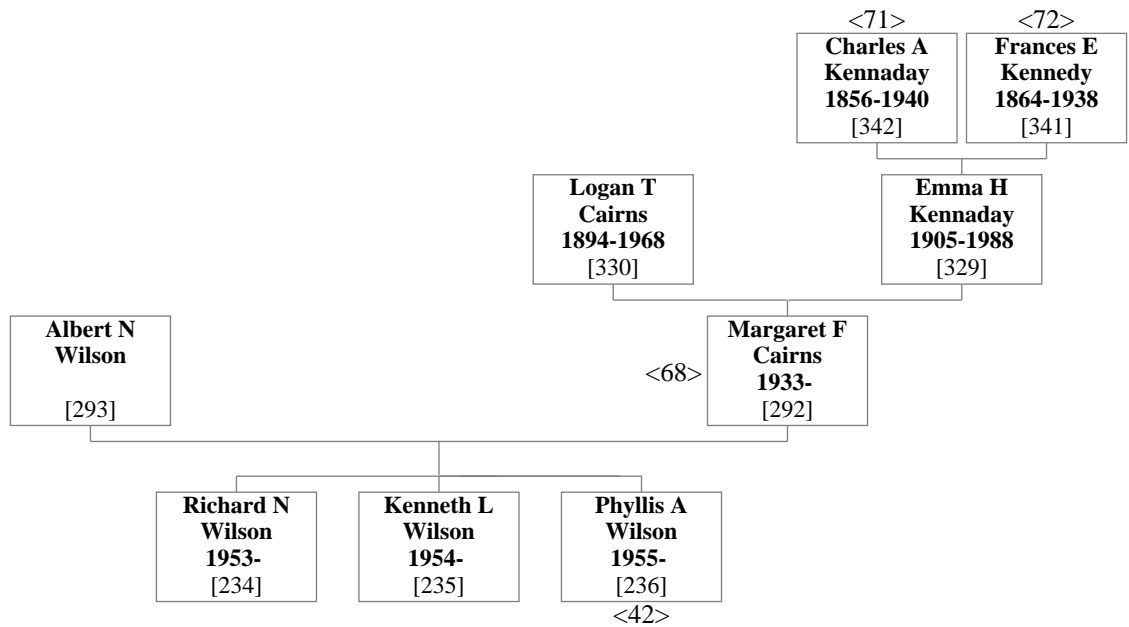 <71>
<72>
Charles A
Kennaday
1856-1940
[342]
Frances E
Kennedy
1864-1938
[341]
Logan T
Cairns
1894-1968
[330]
Emma H
Kennaday
1905-1988
[329]
Albert N
Wilson
[293]
<68>
Margaret F
Cairns
1933-
[292]
Richard N
Wilson
1953-
[234]
Kenneth L
Wilson
1954-
[235]
Phyllis A
Wilson
1955-
[236]
<42>